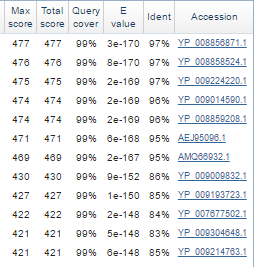 Max Total Query E Ident Accession
score score cover value
477 477 99% 3e-170 97% YP_008856871.1
476 476 99% 8e-170 97% YP_008858524.1
475 475 99% 2e-169 97% YP_009224220.1
474 474 99% 2e-169 96% YP_009014590.1
474 474 99% 2e-169 96% YP_008859208.1
471 471 99% 6e-168 95% AEJ95096.1
469 469 99% 2e-167 95% AMQ66932.1
430 430 99% 9e-152 86% YP_009009832.1
427 427 99% 1e-150 85% YP_009193723.1
422 422 99% 2e-148 84% YP_007677502.1
421 421 99% 5e-148 83% YP_009304648.1
421 421 99% 6e-148 85% YP_009214763.1